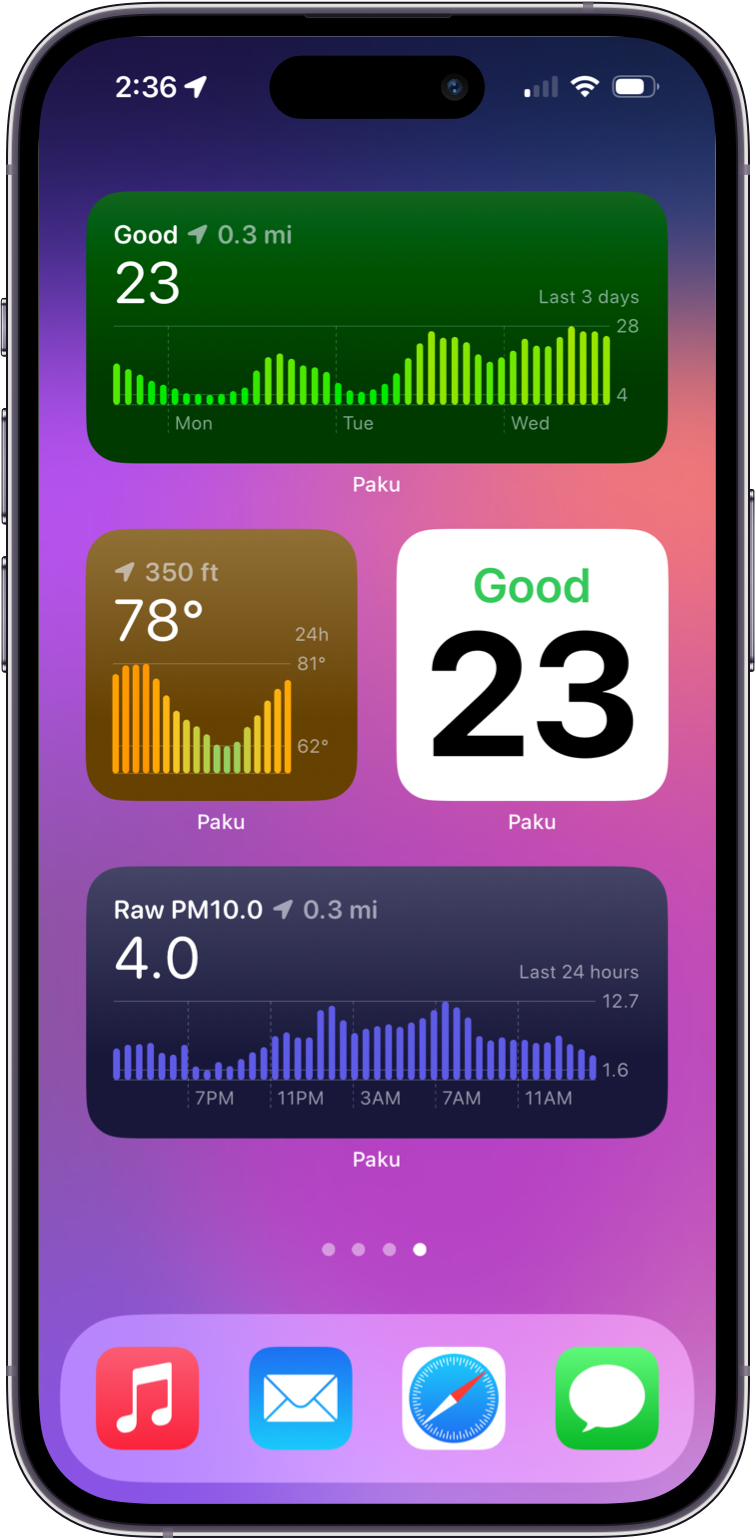 2:36
Good 0.3 mi
23
Last 3 days
28
4
Mon Tue Wed
Paku
350 ft
78°
24h
81°
62°
Paku
Good
23
Paku
Raw PM10.0 0.3 mi
4.0
Last 24 hours
12.7
1.6
7PM 11PM 3AM 7AM 11AM
Paku